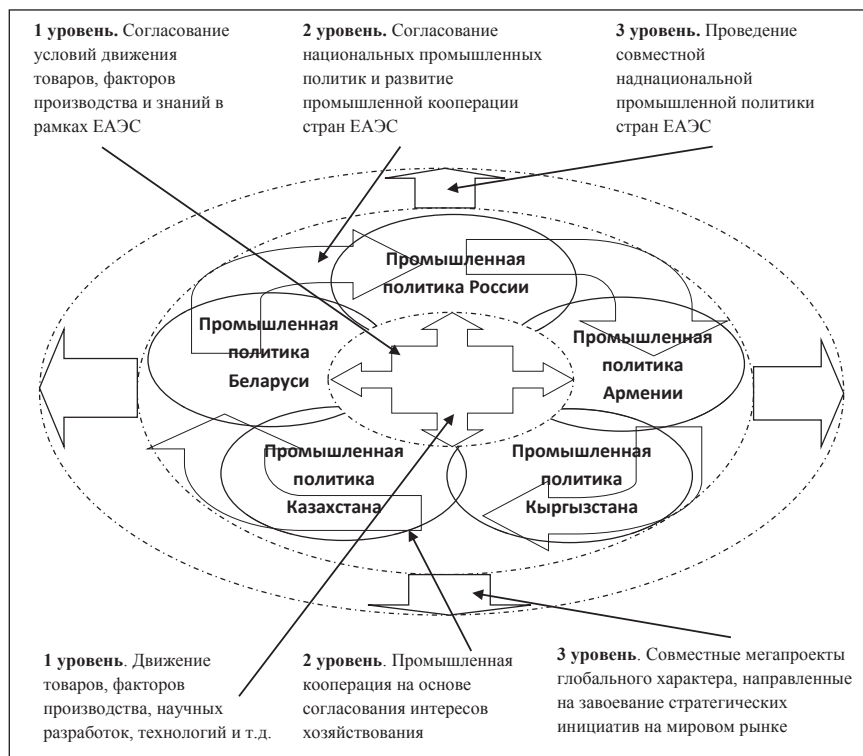 1 уровень. Согласование
условий движения
товаров, факторов
производства и знаний в
рамках ЕАЭС
2 уровень. Согласование
национальных промышленных
политик и развитие
промышленной кооперации
стран ЕАЭС
3 уровень. Проведение
совместной
наднациональной
промышленной политики
стран ЕАЭС
Промышленная
политика России
Промышленная
политика
Беларуси
Промышленная
политика
Армении
Промышленная
политика
Казахстана
Промышленная
политика
Кыргызстана
1 уровень. Движение
товаров, факторов
производства, научных
разработок, технологий и т.д.
2 уровень. Промышленная
кооперация на основе
согласования интересов
хозяйствования
3 уровень. Совместные мегапроекты
глобального характера, направленные
на завоевание стратегических
инициатив на мировом рынке